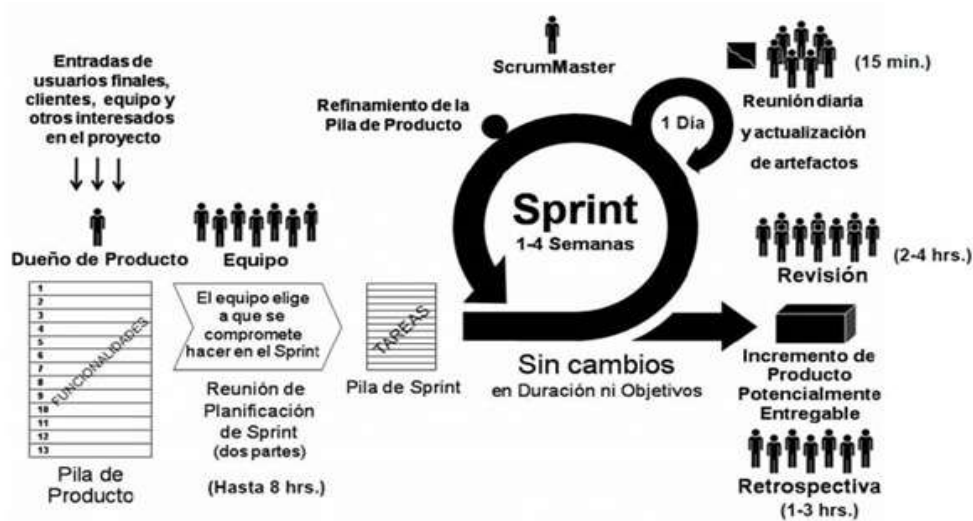 Entradas de
usuarios finales,
clientes, equipo y
otros interesados
en el proyecto
Dueño de Producto
1
2
3
4
5
6
7
8
9
10
11
12
13
FUNCIONALIDADES
Pila de
Producto
Equipo
El equipo elige
a que se
compromete
hacer en el Sprint
Reunión de
Planificación
de Sprint
(dos partes)
(Hasta 8 hrs.)
TAREAS
Pila de Sprint
ScrumMaster
Refinamiento de la
Pila de Producto
1 Día
Sprint
1-4 Semanas
Sin cambios
en Duración ni Objetivos
(15 min.)
Reunión diaria
y actualización
de artefactos
(2-4 hrs.)
Revisión
Incremento de
Producto
Potencialmente
Entregable
Retrospectiva
(1-3 hrs.)